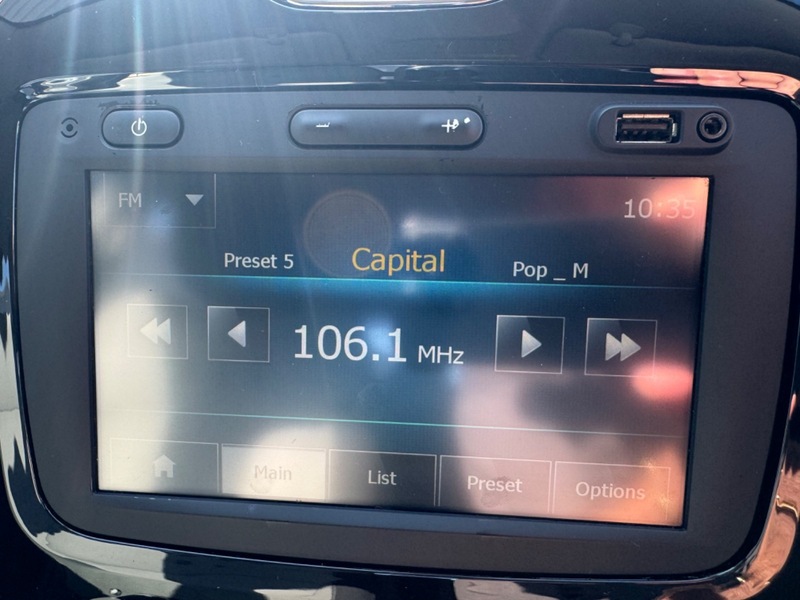 FM
10:35
Preset 5
Capital
Pop _ M
106.1 MHz
Main
List
Preset
Options